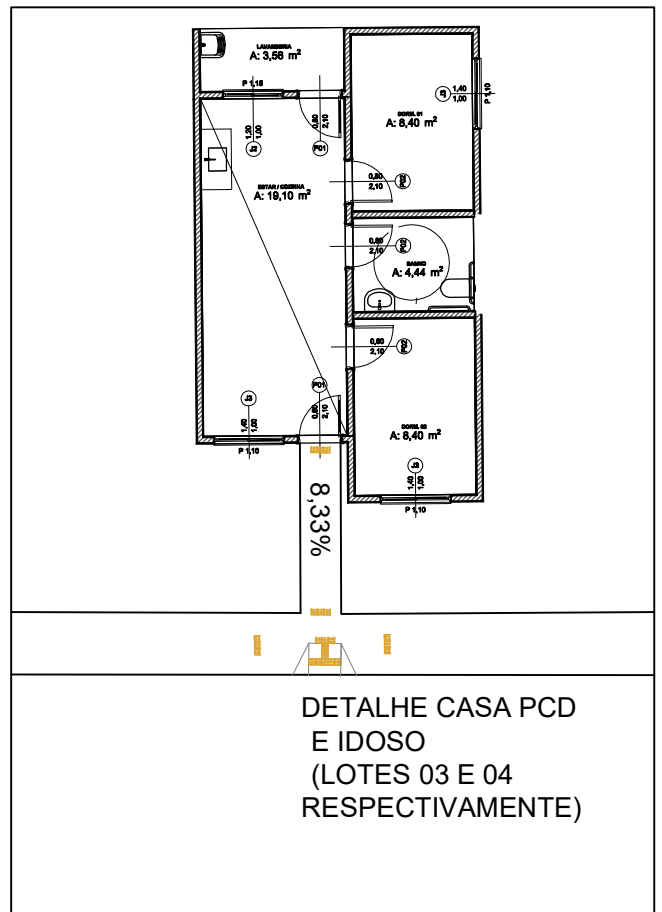 LAVANDERIA
A: 3,56 m²
P 1,15
1,20
1,00
J2
0,80
2,10
P01
DORM. 01
A: 8,40 m²
J3
1,40
1,00
P 1,10
ESTAR / COZINHA
A: 19,10 m²
0,80
2,10
P02
0,80
2,10
P02
BANHO
A: 4,44 m²
0,80
2,10
P02
J3
1,40
1,00
P 1,10
P01
0,80
2,10
DORM. 02
A: 8,40 m²
J3
1,40
1,00
P 1,10
8,33%
DETALHE CASA PCD
E IDOSO
(LOTES 03 E 04
RESPECTIVAMENTE)